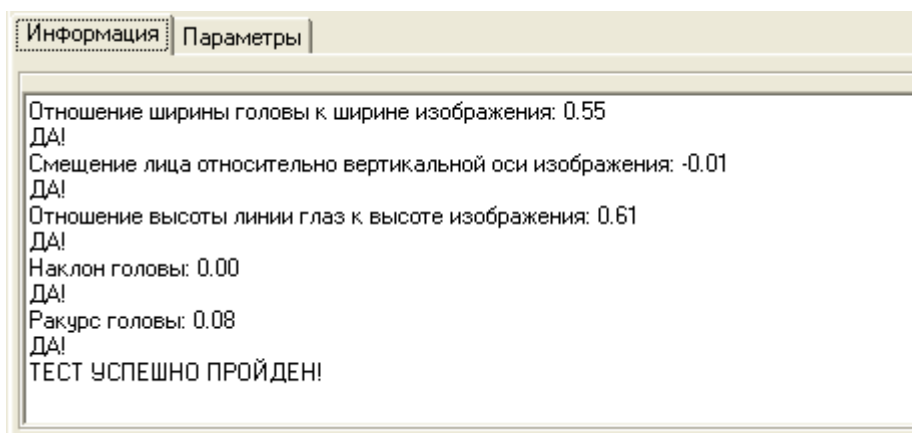 Информация Параметры
Отношение ширины головы к ширине изображения: 0.55
ДА!
Смещение лица относительно вертикальной оси изображения: -0.01
ДА!
Отношение высоты линии глаз к высоте изображения: 0.61
ДА!
Наклон головы: 0.00
ДА!
Ракурс головы: 0.08
ДА!
ТЕСТ УСПЕШНО ПРОЙДЕН!